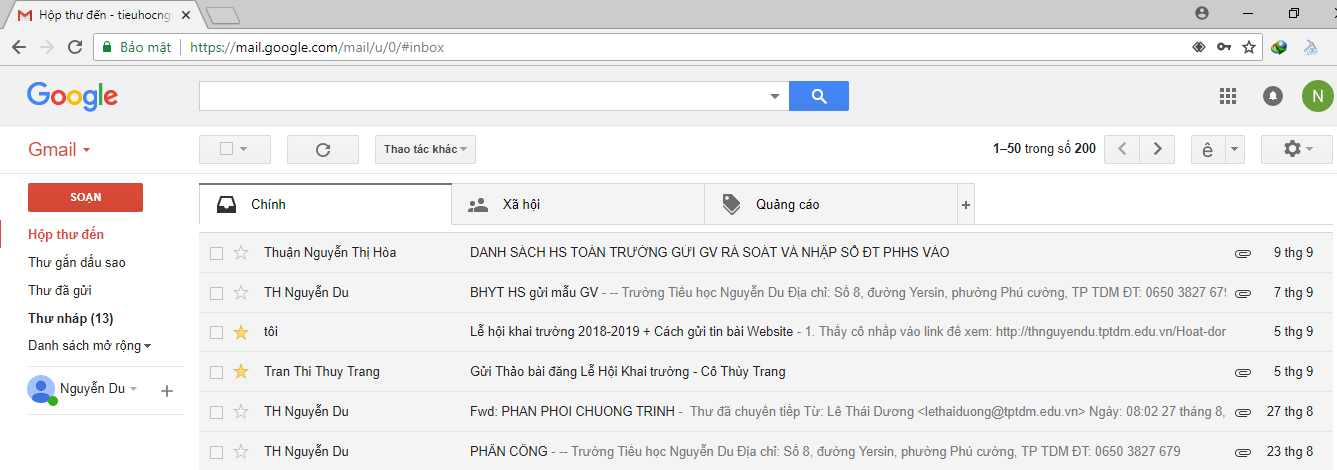 Hộp thư đến - tieuhocng
Bảo mật https://mail.google.com/mail/u/0/#inbox
Google
N
Gmail
Thao tác khác
1–50 trong số 200
ê
SOẠN
Chính
Xã hội
Quảng cáo
+
Hộp thư đến
Thư gắn dấu sao
Thư đã gửi
Thư nháp (13)
Danh sách mở rộng
Nguyễn Du
+
Thuận Nguyễn Thị Hòa DANH SÁCH HS TOÀN TRƯỜNG GỬI GV RÀ SOÁT VÀ NHẬP SỐ ĐT PHHS VÀO 9 thg 9
TH Nguyễn Du BHYT HS gửi mẫu GV - -- Trường Tiểu học Nguyễn Du Địa chỉ: Số 8, đường Yersin, phường Phú cường, TP TDM ĐT: 0650 3827 679 7 thg 9
tôi Lễ hội khai trường 2018-2019 + Cách gửi tin bài Website - 1. Thầy cô nhấp vào link để xem: http://thnguyendu.tptdm.edu.vn/Hoat-dor 5 thg 9
Tran Thi Thuy Trang Gửi Thảo bài đăng Lễ Hội Khai trường - Cô Thùy Trang 5 thg 9
TH Nguyễn Du Fwd: PHAN PHOI CHUONG TRINH - Thư đã chuyển tiếp Từ: Lê Thái Dương <lethaiduong@tptdm.edu.vn> Ngày: 08:02 27 tháng 8, 27 thg 8
TH Nguyễn Du PHÂN CÔNG - -- Trường Tiểu học Nguyễn Du Địa chỉ: Số 8, đường Yersin, phường Phú cường, TP TDM ĐT: 0650 3827 679 23 thg 8